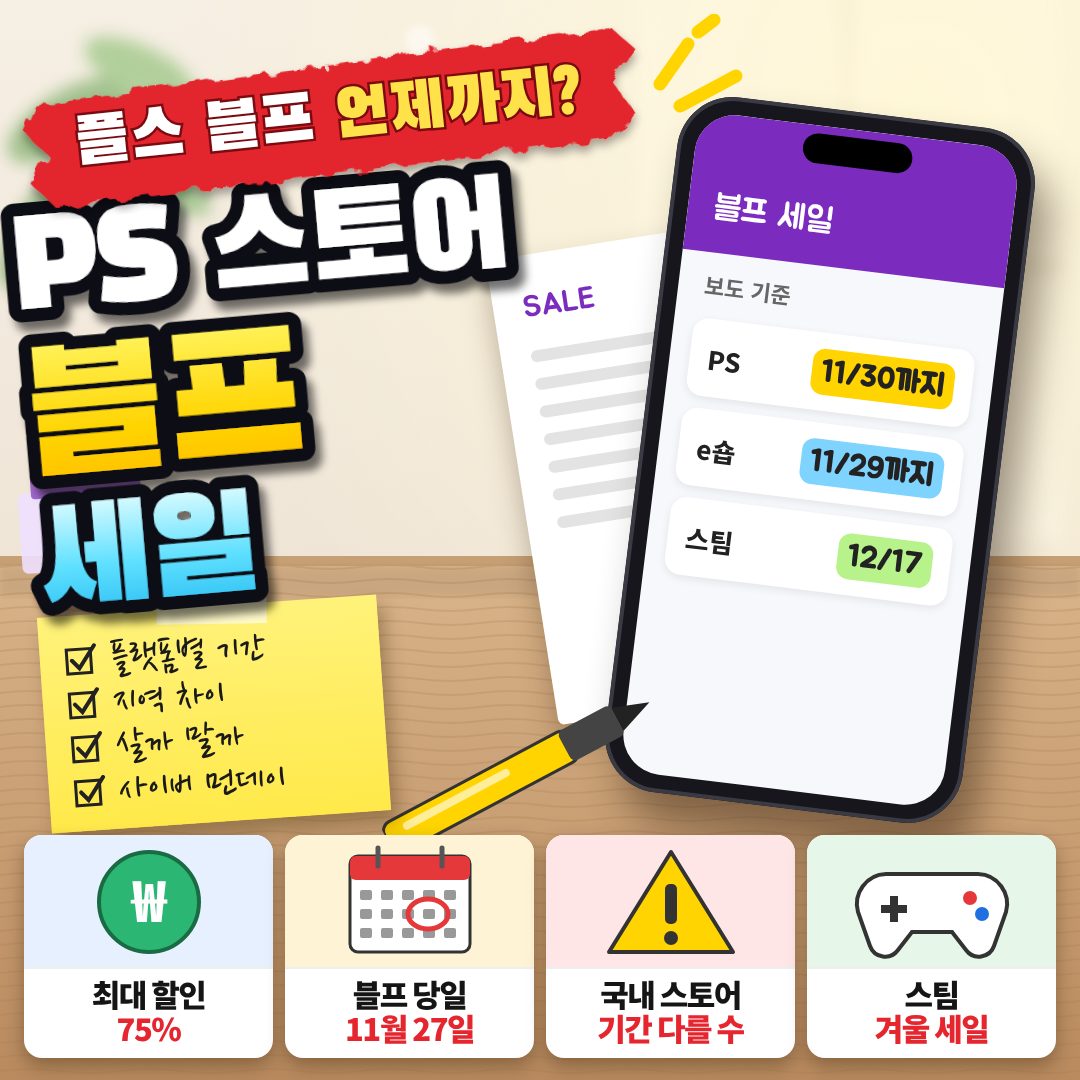 플스 블프 언제까지?
PS 스토어
블프
세일
SALE
블프 세일
보도 기준
PS 11/30까지
e숍 11/29까지
스팀 12/17
플랫폼별 기간
지역 차이
살까 말까
사이버 먼데이
₩
최대 할인
75%
블프 당일
11월 27일
국내 스토어
기간 다를 수
스팀
겨울 세일